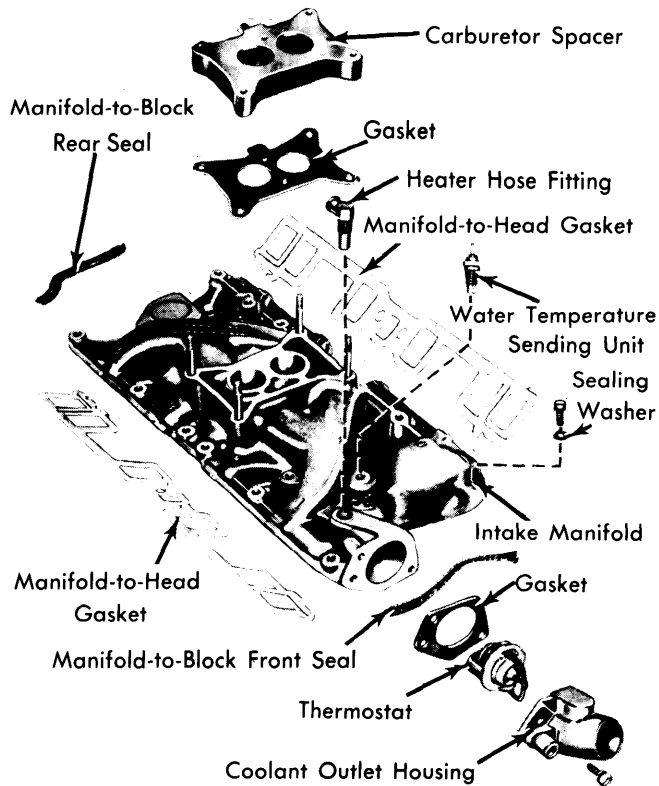 Carburetor Spacer
Manifold-to-Block
Rear Seal
Gasket
Heater Hose Fitting
Manifold-to-Head Gasket
Water Temperature
Sending Unit
Sealing
Washer
Intake Manifold
Manifold-to-Head
Gasket
Gasket
Manifold-to-Block Front Seal
Thermostat
Coolant Outlet Housing